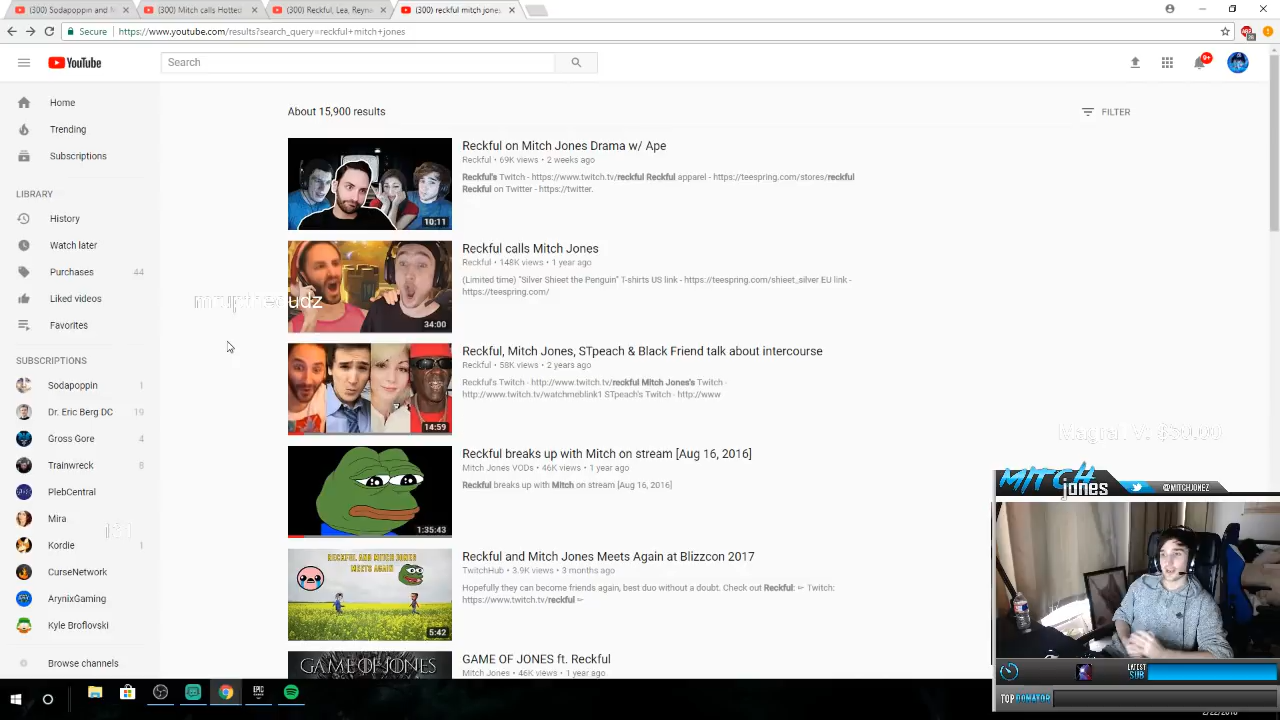 (300) Sodapoppin and M
(300) Mitch calls Hotted
(300) Reckful, Lea, Reyna
(300) reckful mitch jones
Secure
https://www.youtube.com/results?search_query=reckful+mitch+jones
YouTube
Search
9+
Home
Trending
Subscriptions
LIBRARY
History
Watch later
Purchases 44
Liked videos
Favorites
SUBSCRIPTIONS
Sodapoppin 1
Dr. Eric Berg DC 19
Gross Gore 4
Trainwreck 8
PlebCentral
Mira
Kordie 1
CurseNetwork
ArynikGaming
Kyle Broflovski
Browse channels
About 15,900 results
FILTER
10:11
Reckful on Mitch Jones Drama w/ Ape
Reckful • 69K views • 2 weeks ago
Reckful's Twitch - https://www.twitch.tv/reckful Reckful apparel - https://teespring.com/stores/reckful
Reckful on Twitter - https://twitter.
34:00
Reckful calls Mitch Jones
Reckful • 148K views • 1 year ago
(Limited time) "Silver Shieet the Penguin" T-shirts US link - https://teespring.com/shieet_silver EU link -
https://teespring.com/
14:59
Reckful, Mitch Jones, STpeach & Black Friend talk about intercourse
Reckful • 58K views • 2 years ago
Reckful's Twitch - http://www.twitch.tv/reckful Mitch Jones's Twitch -
http://www.twitch.tv/watchmeblink1 STpeach's Twitch - http://www
1:35:43
Reckful breaks up with Mitch on stream [Aug 16, 2016]
Mitch Jones VODs • 46K views • 1 year ago
Reckful breaks up with Mitch on stream [Aug 16, 2016]
RECKFUL AND MITCH JONES
MEETS AGAIN
5:42
Reckful and Mitch Jones Meets Again at Blizzcon 2017
TwitchHub • 3.9K views • 3 months ago
Hopefully they can become friends again, best duo without a doubt. Check out Reckful: ➳ Twitch:
https://www.twitch.tv/reckful ➳
GAME OF JONES
GAME OF JONES ft. Reckful
Mitch Jones • 46K views • 1 year ago
MITCH
jones
@MITCHJONEZ
LATEST
SUB
TOP DONATOR
EPIC